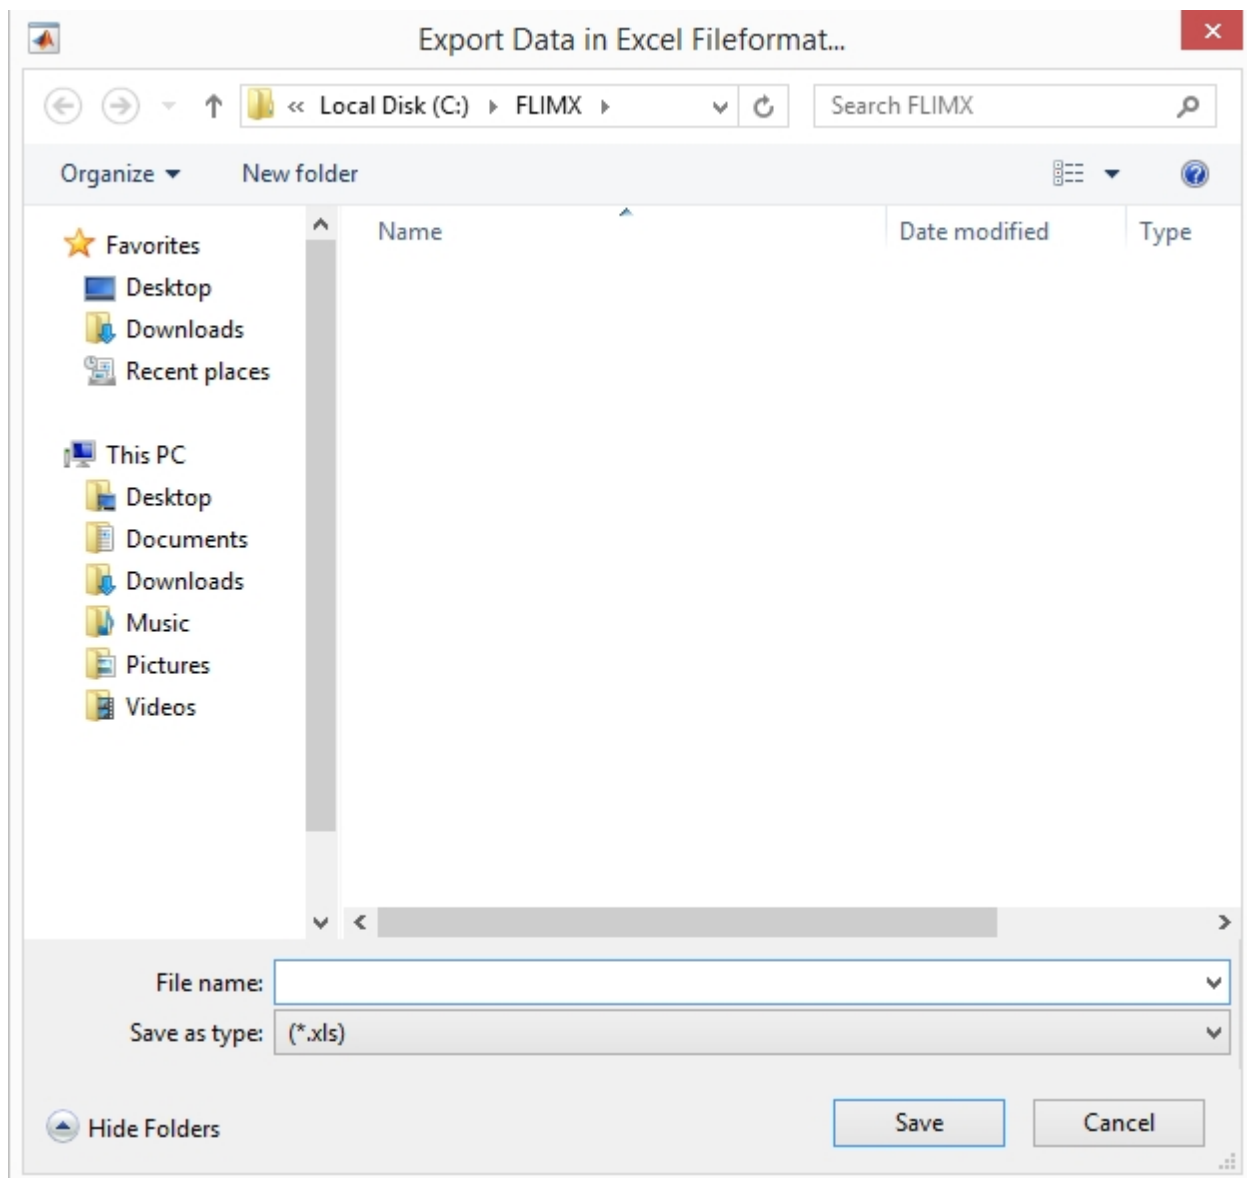 Export Data in Excel Fileformat...
« Local Disk (C:) FLIMX
Search FLIMX
Organize
New folder
Name
Date modified
Type
Favorites
Desktop
Downloads
Recent places
This PC
Desktop
Documents
Downloads
Music
Pictures
Videos
File name:
Save as type: (*.xls)
Hide Folders
Save
Cancel